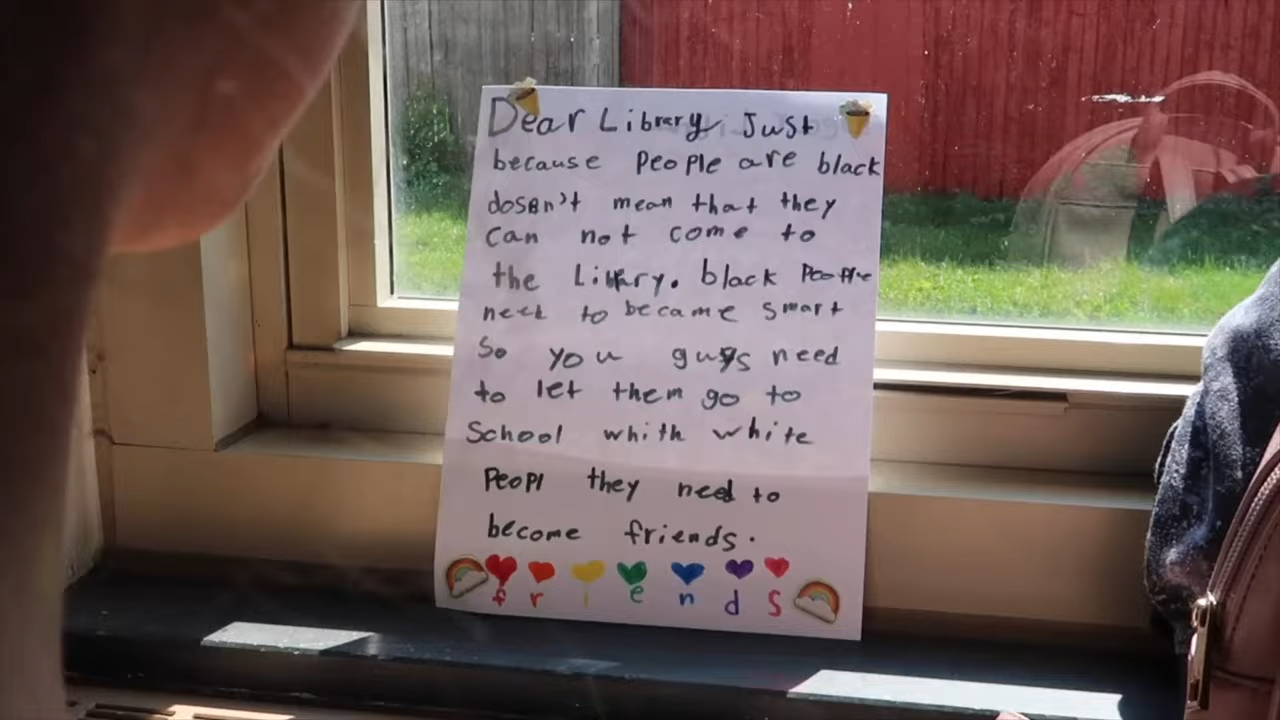 Dear Library Just
because People are black
dosen't mean that they
can not come to
the Library. black People
neek to became smart
So you guys need
to let them go to
School whith white
Peopl they need to
become friends.
friends